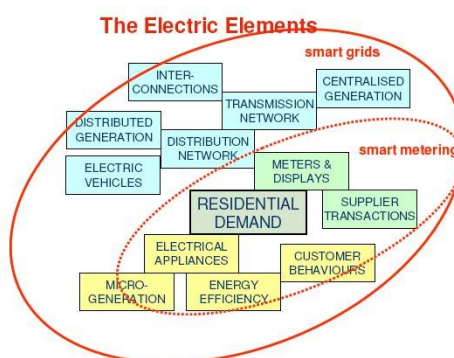 The Electric Elements
smart grids
INTER-
CONNECTIONS
CENTRALISED
GENERATION
TRANSMISSION
NETWORK
DISTRIBUTED
GENERATION
DISTRIBUTION
NETWORK
smart metering
ELECTRIC
VEHICLES
METERS &
DISPLAYS
RESIDENTIAL
DEMAND
SUPPLIER
TRANSACTIONS
ELECTRICAL
APPLIANCES
CUSTOMER
BEHAVIOURS
MICRO-
GENERATION
ENERGY
EFFICIENCY